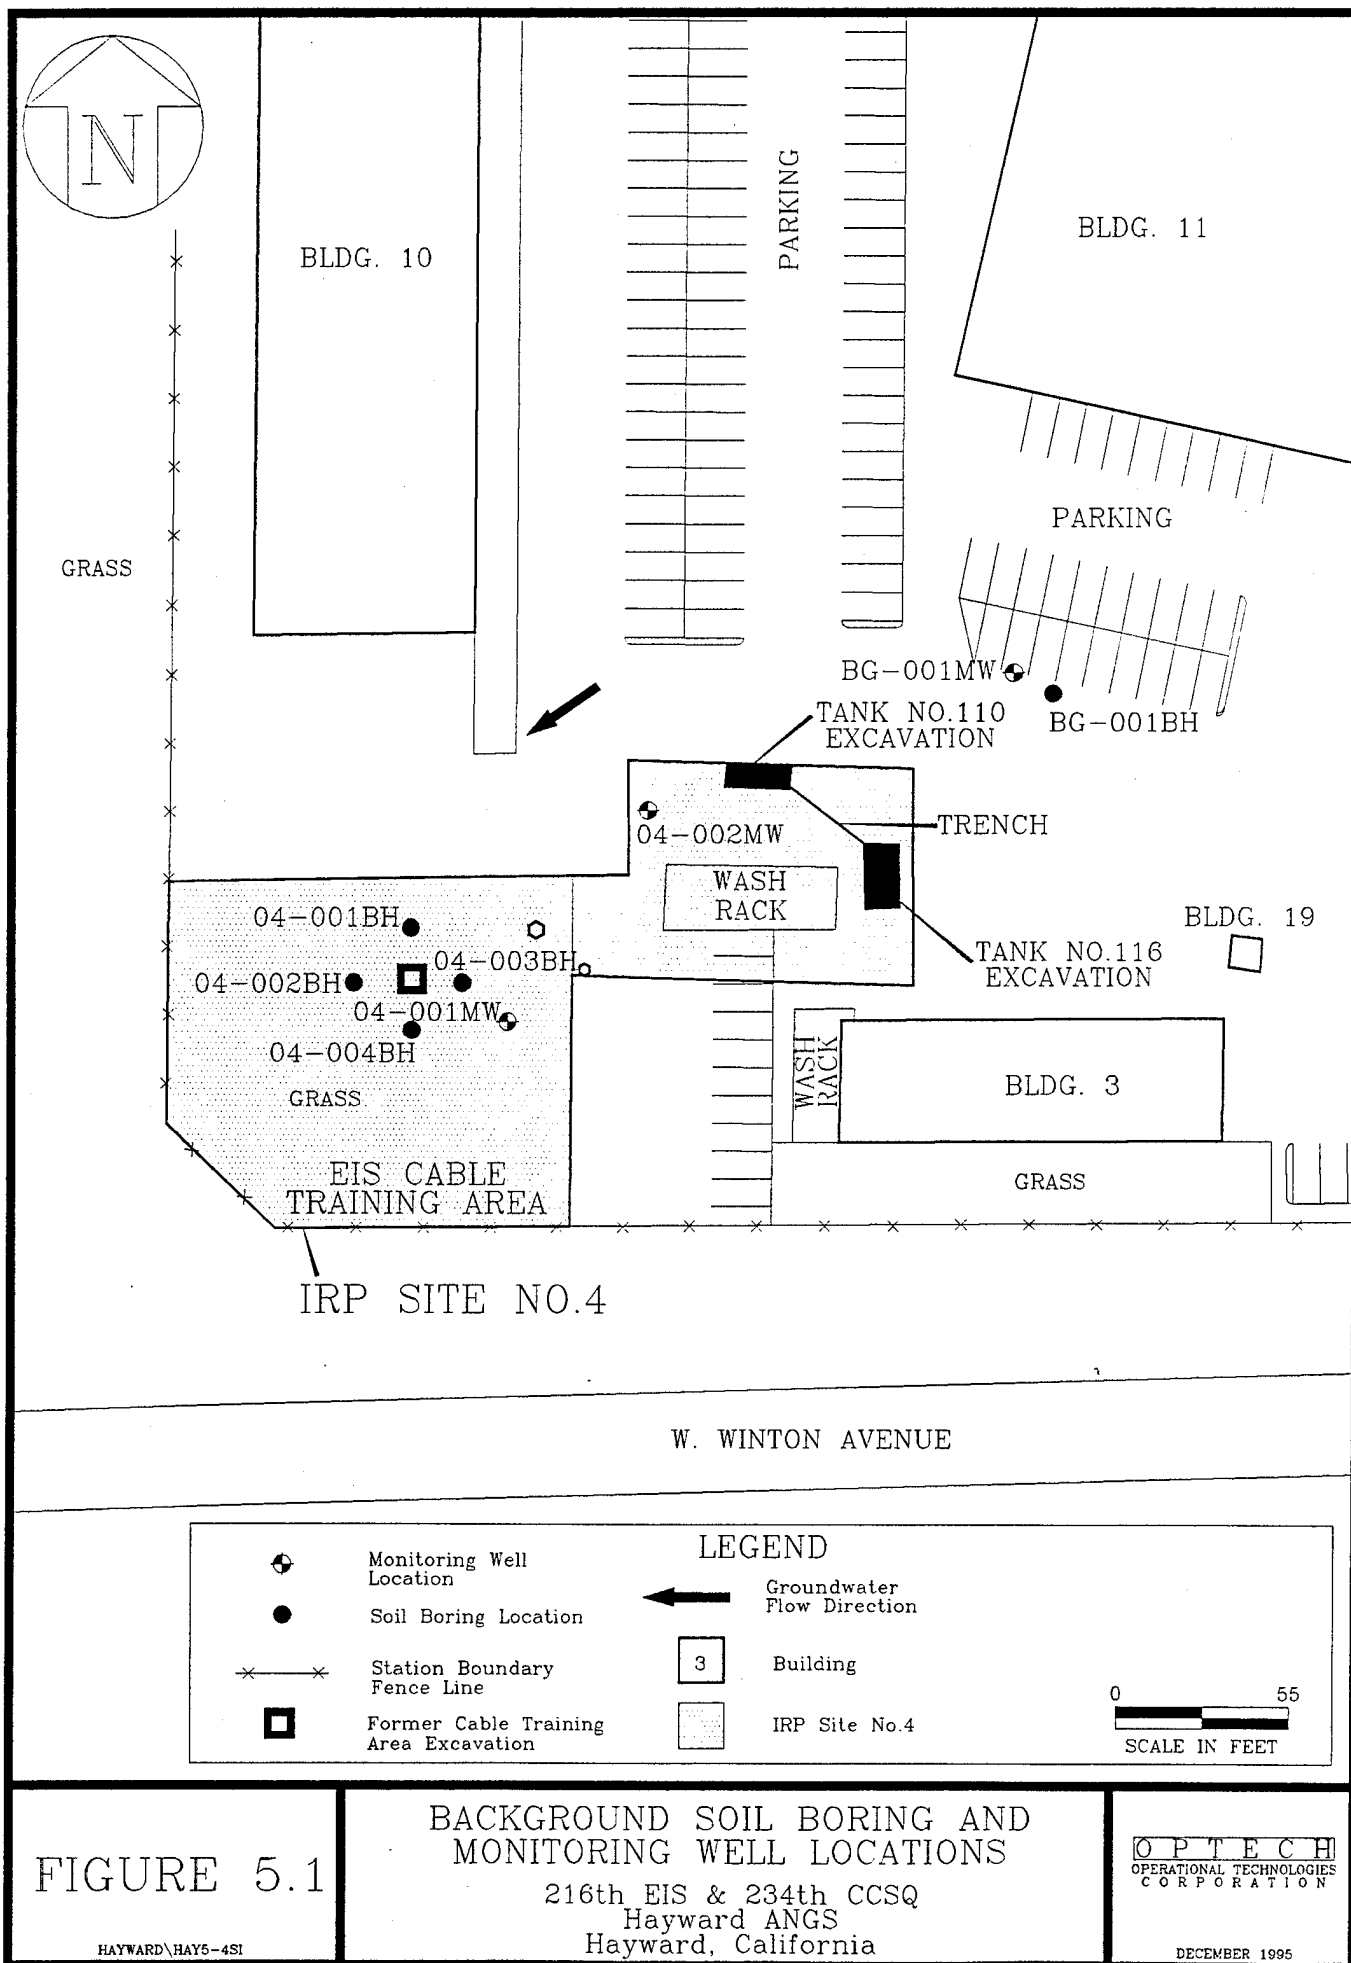 N
BLDG. 10
PARKING
BLDG. 11
GRASS
PARKING
BG-001MW
BG-001BH
TANK NO.110
EXCAVATION
04-002MW
TRENCH
WASH
RACK
04-001BH
BLDG. 19
04-003BH
TANK NO.116
EXCAVATION
04-002BH
04-001MW
04-004BH
WASH
RACK
BLDG. 3
GRASS
EIS CABLE
TRAINING AREA
GRASS
IRP SITE NO.4
W. WINTON AVENUE
LEGEND
Monitoring Well
Location
Soil Boring Location
Station Boundary
Fence Line
Former Cable Training
Area Excavation
Groundwater
Flow Direction
3
Building
IRP Site No.4
0 55
SCALE IN FEET
FIGURE 5.1
HAYWARD\HAY5-4SI
BACKGROUND SOIL BORING AND
MONITORING WELL LOCATIONS
216th EIS & 234th CCSQ
Hayward ANGS
Hayward, California
OPTECH
OPERATIONAL TECHNOLOGIES
CORPORATION
DECEMBER 1995